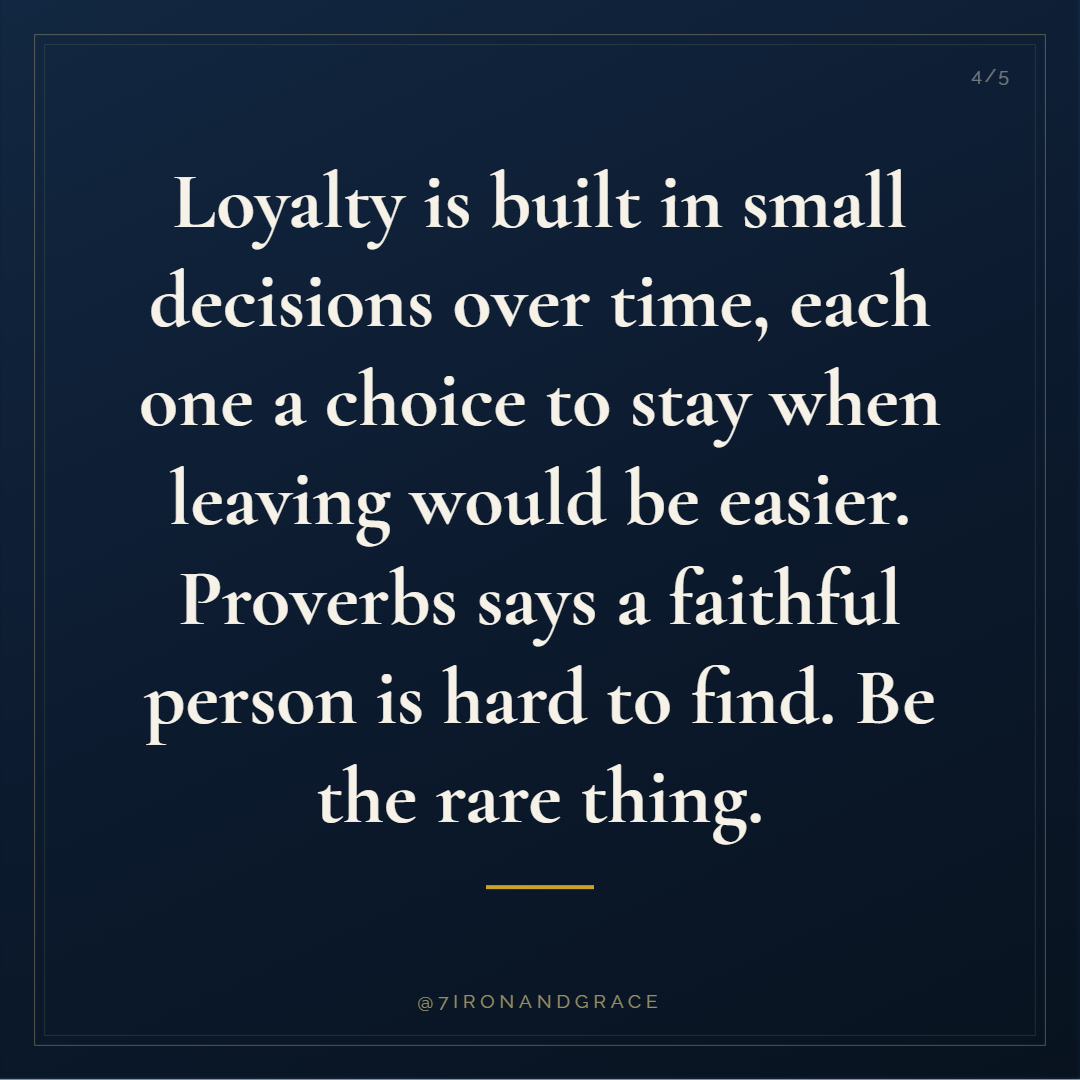 4/5
Loyalty is built in small
decisions over time, each
one a choice to stay when
leaving would be easier.
Proverbs says a faithful
person is hard to find. Be
the rare thing.
@7IRONANDGRACE